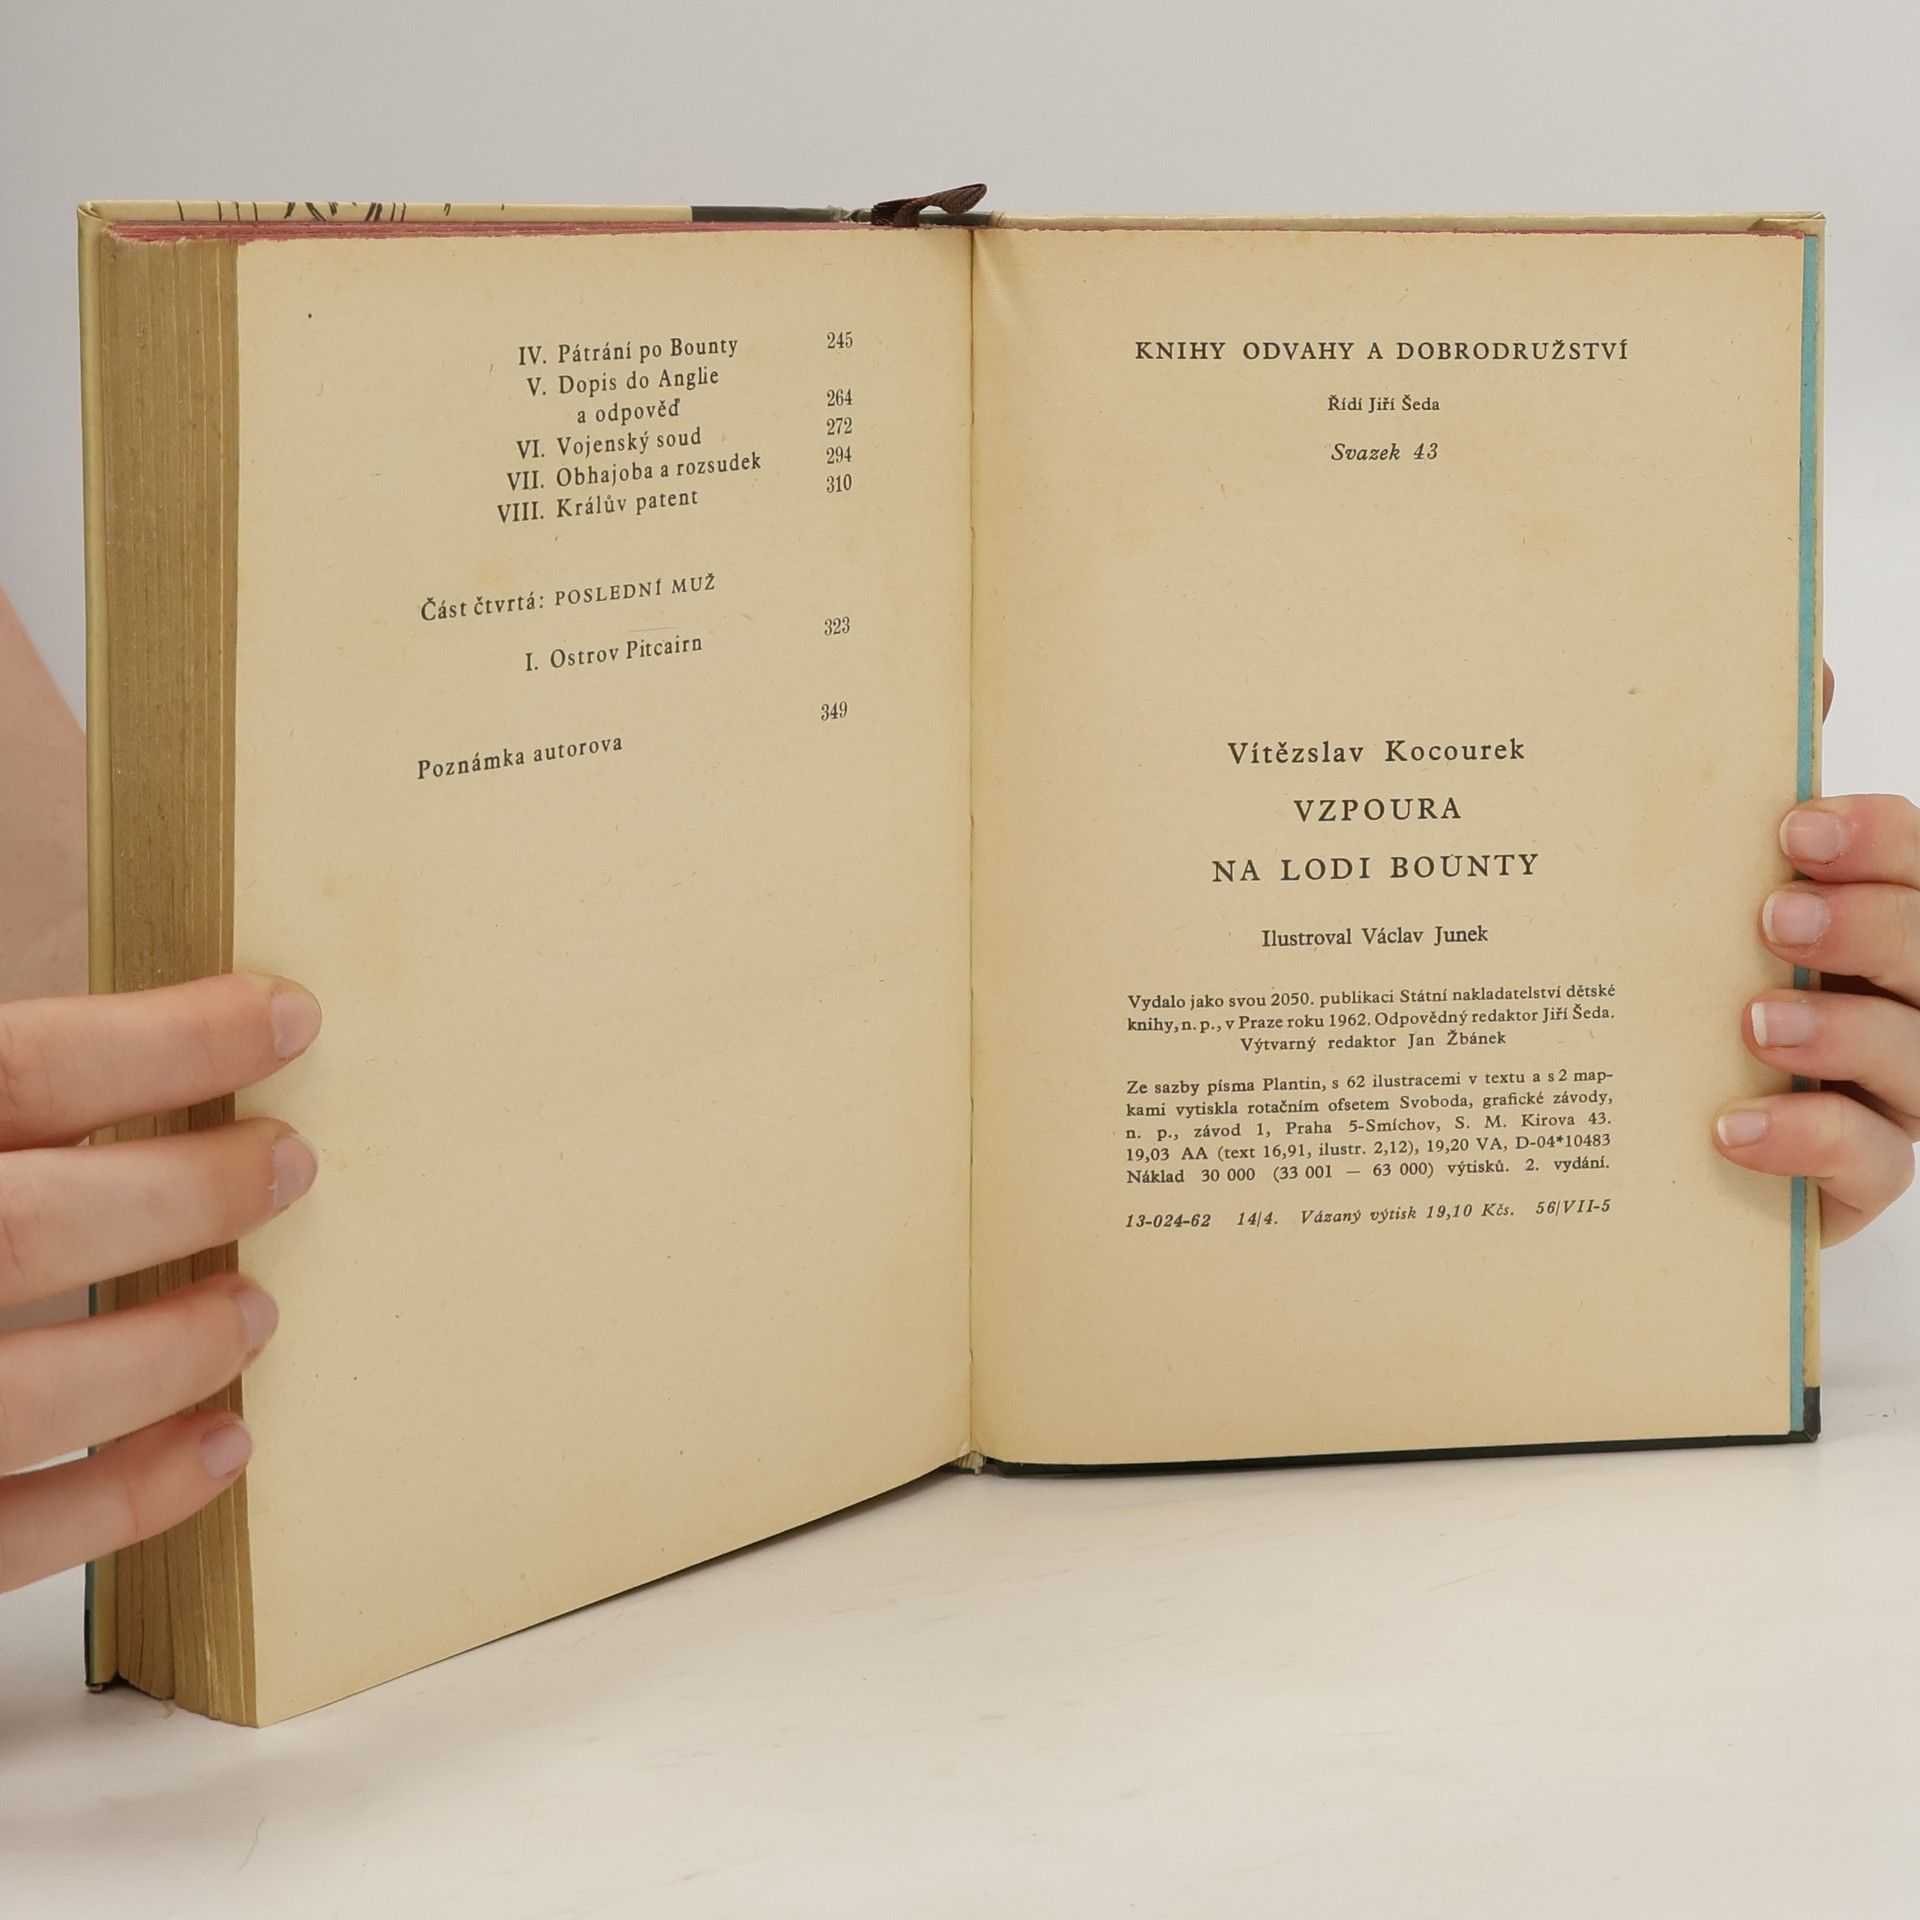 IV. Pátrání po Bounty 245
V. Dopis do Anglie
a odpověď 264
VI. Vojenský soud 272
VII. Obhajoba a rozsudek 294
VIII. Králův patent 310
Část čtvrtá: POSLEDNÍ MUŽ
I. Ostrov Pitcairn 323
Poznámka autorova 349
KNIHY ODVAHY A DOBRODRUŽSTVÍ
Řídí Jiří Šeda
Svazek 43
Vítězslav Kocourek
VZPOURA
NA LODI BOUNTY
Ilustroval Václav Junek
Vydalo jako svou 2050. publikaci Státní nakladatelství dětské
knihy, n. p., v Praze roku 1962. Odpovědný redaktor Jiří Šeda.
Výtvarný redaktor Jan Žbánek
Ze sazby písma Plantin, s 62 ilustracemi v textu a s 2 map-
kami vytiskla rotačním ofsetem Svoboda, grafické závody,
n. p., závod 1, Praha 5-Smíchov, S. M. Kirova 43.
19,03 AA (text 16,91, ilustr. 2,12), 19,20 VA, D-04*10483
Náklad 30 000 (33 001 — 63 000) výtisků. 2. vydání.
13-024-62 14/4. Vázaný výtisk 19,10 Kčs. 56/VII-5